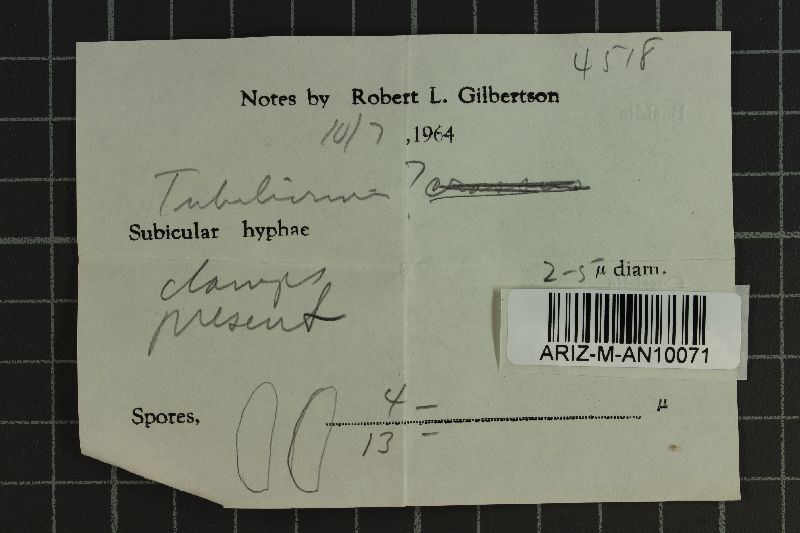 4518
Notes by Robert L. Gilbertson
10/7 ,1964
?
Subicular hyphae
clamps
present
2-5 μ diam.
ARIZ-M-AN10071
Spores,
4 - μ
13 -